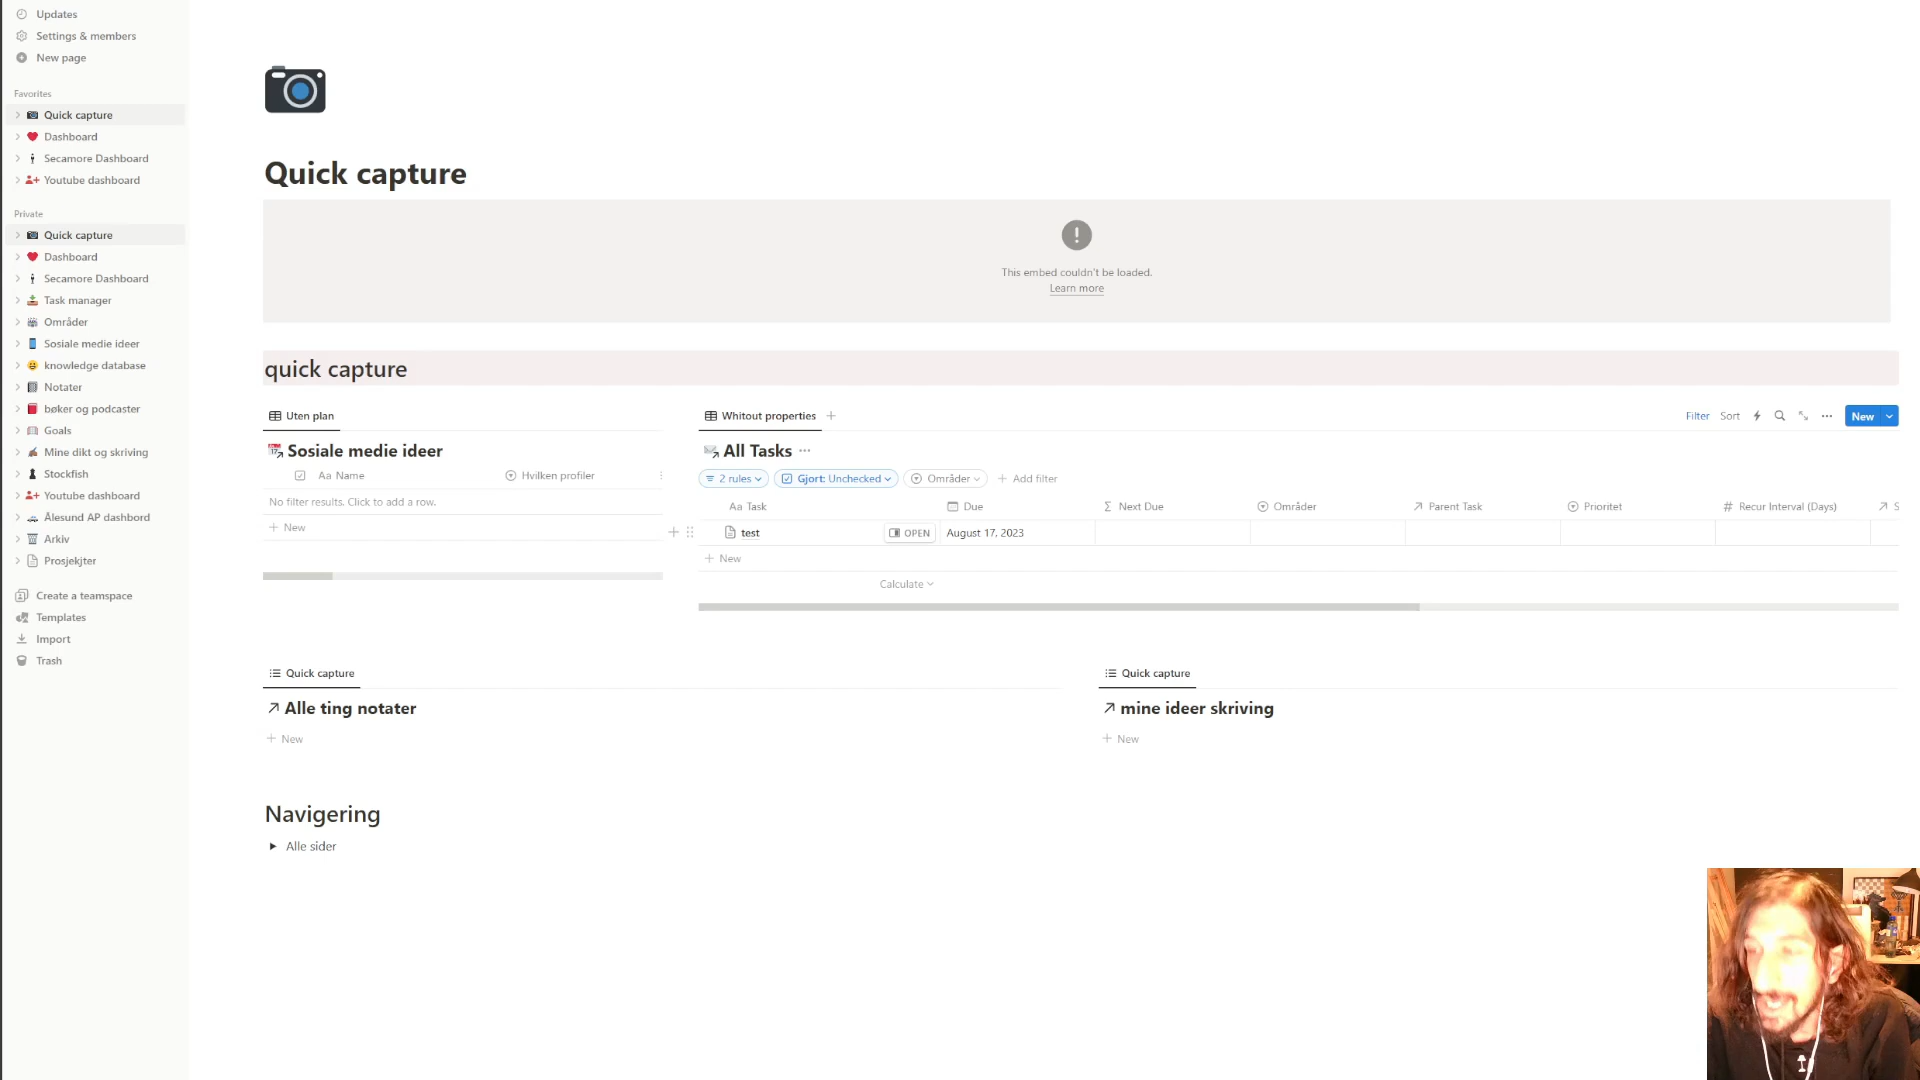 Updates
Settings & members
New page
Favorites
Quick capture
Dashboard
Secamore Dashboard
Youtube dashboard
Private
Quick capture
Dashboard
Secamore Dashboard
Task manager
Områder
Sosiale medie ideer
knowledge database
Notater
bøker og podcaster
Goals
Mine dikt og skriving
Stockfish
Youtube dashboard
Ålesund AP dashbord
Arkiv
Prosjekjter
Create a teamspace
Templates
Import
Trash
Quick capture
This embed couldn't be loaded.
Learn more
quick capture
Uten plan
Sosiale medie ideer
Aa Name Hvilken profiler
No filter results. Click to add a row.
+ New
Whitout properties +
Filter Sort New
All Tasks
2 rules Gjort: Unchecked Områder + Add filter
Aa Task Due Σ Next Due Områder Parent Task Prioritet # Recur Interval (Days) S
test OPEN August 17, 2023
+ New
Calculate
Quick capture
Alle ting notater
+ New
Quick capture
mine ideer skriving
+ New
Navigering
Alle sider